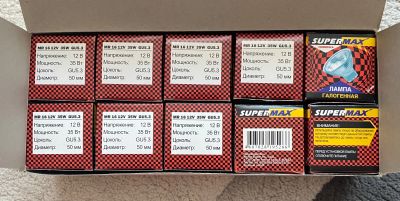 MR 16 12V 35W GU5.3
Напряжение: 12 В
Мощность: 35 Вт
Цоколь: GU5.3
Диаметр: 50 мм
MR 16 12V 35W GU5.3
Напряжение: 12 В
Мощность: 35 Вт
Цоколь: GU5.3
Диаметр: 50 мм
MR 16 12V 35W GU5.3
Напряжение: 12 В
Мощность: 35 Вт
Цоколь: GU5.3
Диаметр: 50 мм
MR 16 12V 35W GU5.3
Напряжение: 12 В
Мощность: 35 Вт
Цоколь: GU5.3
Диаметр: 50 мм
SUPERMAX
ЛАМПА
ГАЛОГЕННАЯ
MR 16 12V 35W GU5.3
Напряжение: 12 В
Мощность: 35 Вт
Цоколь: GU5.3
Диаметр: 50 мм
MR 16 12V 35W GU5.3
Напряжение: 12 В
Мощность: 35 Вт
Цоколь: GU5.3
Диаметр: 50 мм
MR 16 12V 35W GU5.3
Напряжение: 12 В
Мощность: 35 Вт
Цоколь: GU5.3
Диаметр: 50 мм
SUPERMAX
SUPERMAX
ВНИМАНИЕ:
ПЕРЕД УСТАНОВКОЙ ЛАМПЫ
ОТКЛЮЧИТЕ ПИТАНИЕ